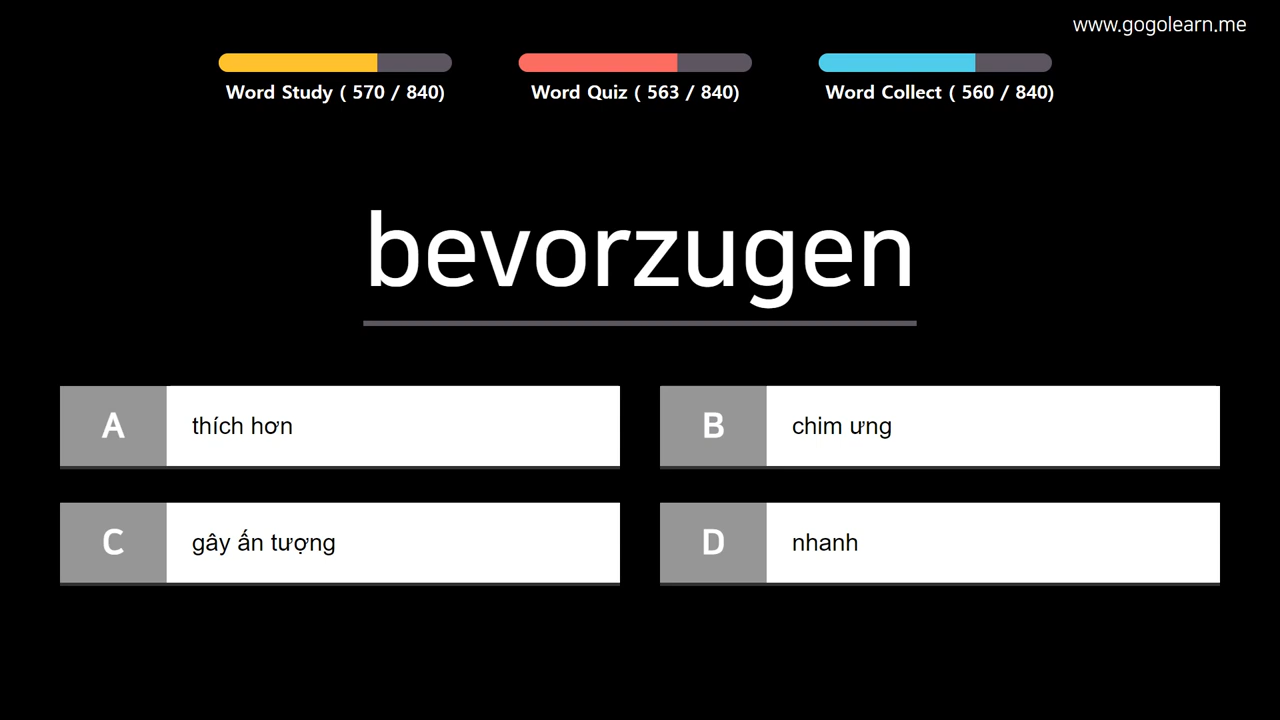 www.gogolearn.me
Word Study ( 570 / 840)
Word Quiz ( 563 / 840)
Word Collect ( 560 / 840)
bevorzugen
A thích hơn
B chim ưng
C gây ấn tượng
D nhanh